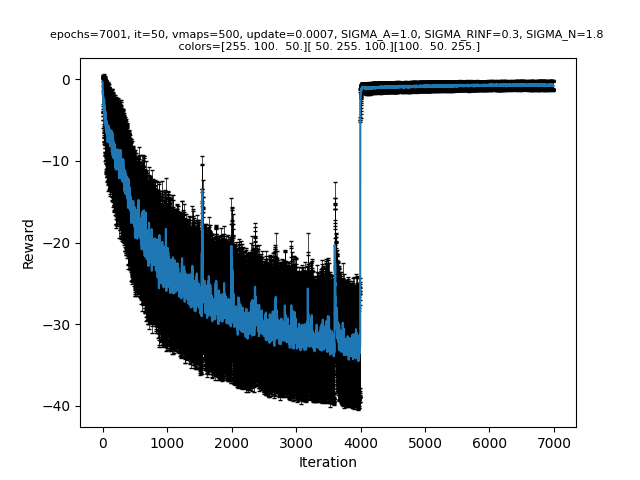 epochs=7001, it=50, vmaps=500, update=0.0007, SIGMA_A=1.0, SIGMA_RINF=0.3, SIGMA_N=1.8
colors=[255. 100.  50.][ 50. 255. 100.][100.  50. 255.]
0
−10
−20
−30
−40
Reward
0 1000 2000 3000 4000 5000 6000 7000
Iteration